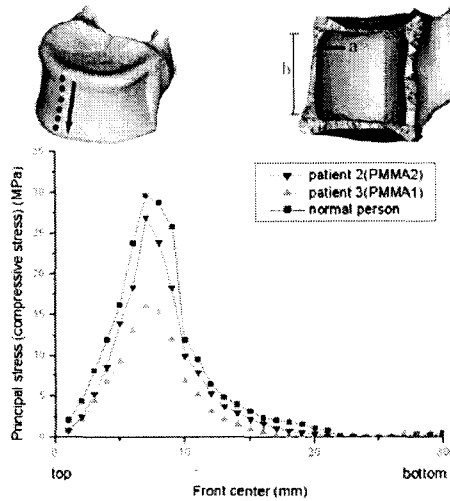 b
a
35
30
25
20
15
10
5
0
Principal stress (compressive stress) (MPa)
patient 2(PMMA2)
patient 3(PMMA1)
normal person
0
10
20
30
top
bottom
Front center (mm)